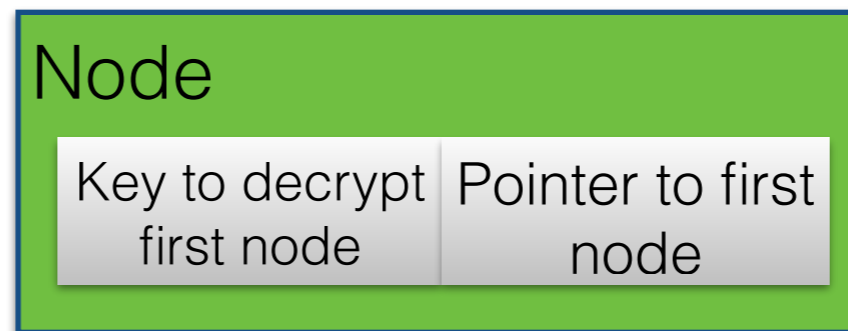 Node
Key to decrypt
first node
Pointer to first
node